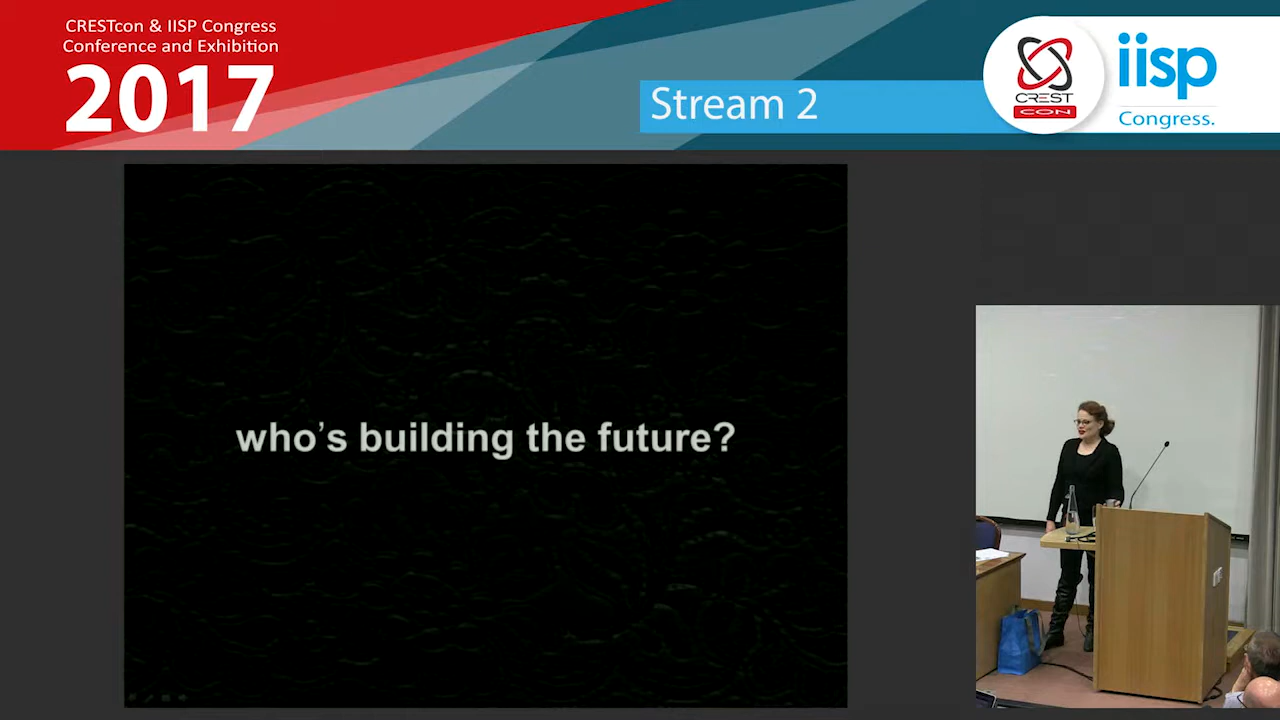 CRESTcon & IISP Congress
Conference and Exhibition
2017
Stream 2
CREST
CON
iisp
Congress.
who’s building the future?